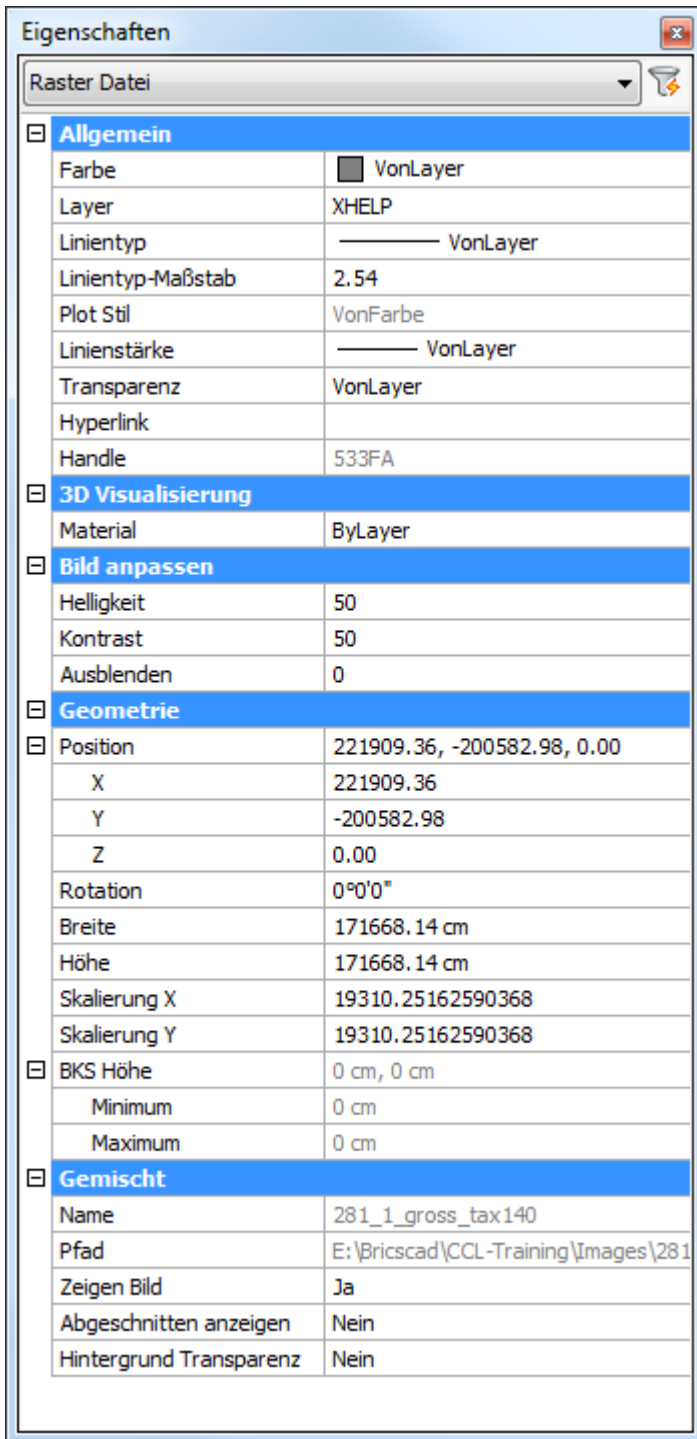 Eigenschaften
Raster Datei
Allgemein
Farbe VonLayer
Layer XHELP
Linientyp VonLayer
Linientyp-Maßstab 2.54
Plot Stil VonFarbe
Linienstärke VonLayer
Transparenz VonLayer
Hyperlink
Handle 533FA
3D Visualisierung
Material ByLayer
Bild anpassen
Helligkeit 50
Kontrast 50
Ausblenden 0
Geometrie
Position 221909.36, -200582.98, 0.00
X 221909.36
Y -200582.98
Z 0.00
Rotation 0°0'0"
Breite 171668.14 cm
Höhe 171668.14 cm
Skalierung X 19310.25162590368
Skalierung Y 19310.25162590368
BKS Höhe 0 cm, 0 cm
Minimum 0 cm
Maximum 0 cm
Gemischt
Name 281_1_gross_tax140
Pfad E:\Bricscad\CCL-Training\Images\281
Zeigen Bild Ja
Abgeschnitten anzeigen Nein
Hintergrund Transparenz Nein